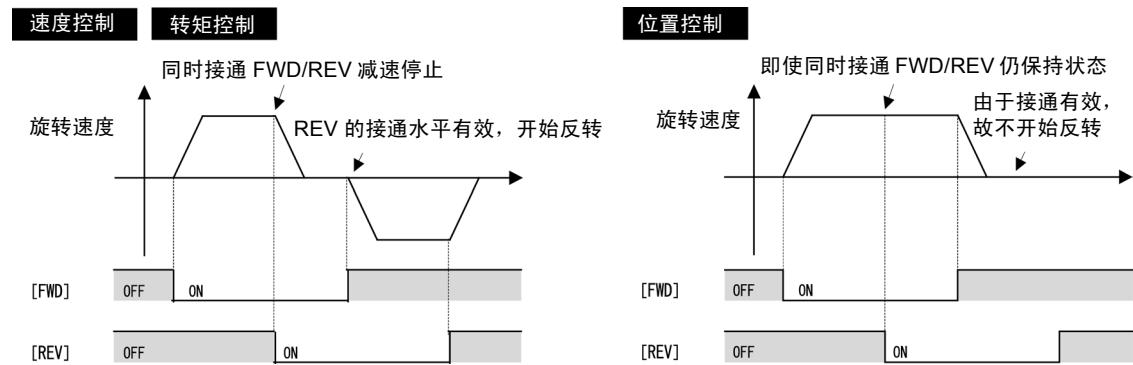 速度控制 转矩控制
同时接通 FWD/REV 减速停止
旋转速度
REV 的接通水平有效，开始反转
[FWD] OFF ON
[REV] OFF ON
位置控制
即使同时接通 FWD/REV 仍保持状态
旋转速度
由于接通有效，
故不开始反转
[FWD] OFF ON
[REV] OFF ON